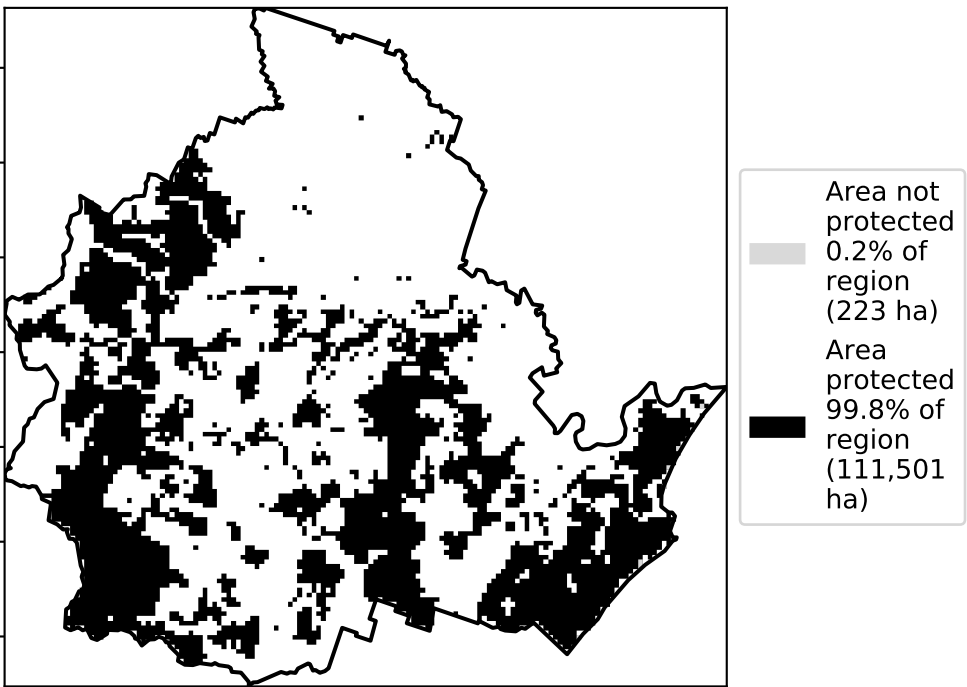 Area not
protected
0.2% of
region
(223 ha)
Area
protected
99.8% of
region
(111,501
ha)